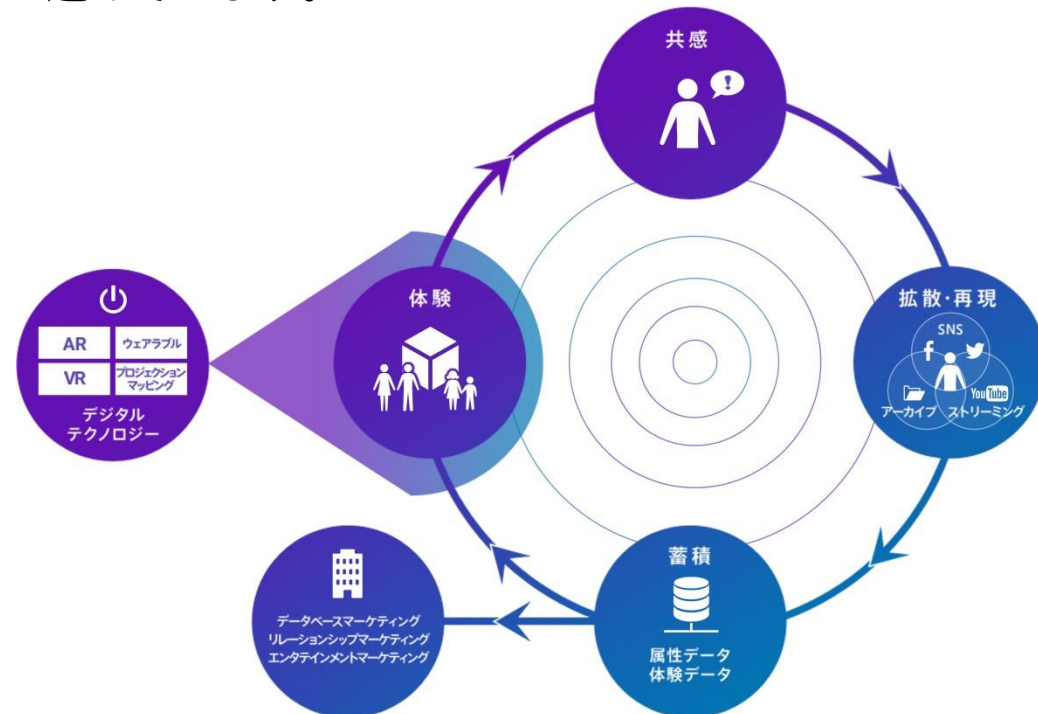 共感
!
体験
AR
ウェアラブル
VR
プロジェクション
マッピング
デジタル
テクノロジー
拡散・再現
SNS
f
YouTube
アーカイブ
ストリーミング
蓄積
属性データ
体験データ
データベースマーケティング
リレーションシップマーケティング
エンタテインメントマーケティング